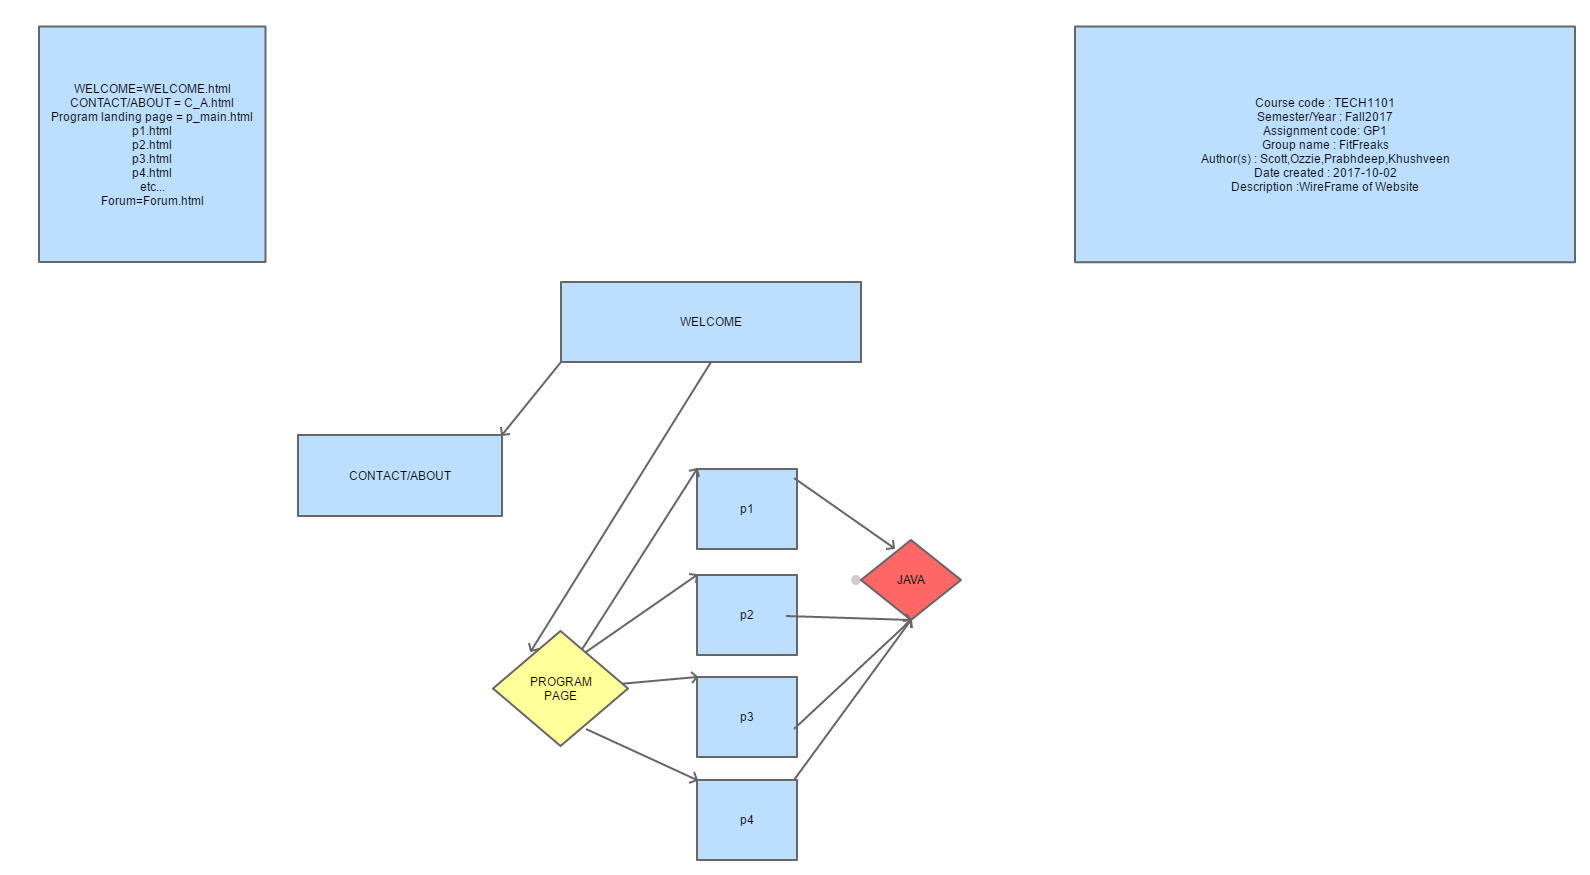 WELCOME=WELCOME.html
CONTACT/ABOUT = C_A.html
Program landing page = p_main.html
p1.html
p2.html
p3.html
p4.html
etc...
Forum=Forum.html
Course code : TECH1101
Semester/Year : Fall2017
Assignment code: GP1
Group name : FitFreaks
Author(s) : Scott,Ozzie,Prabhdeep,Khushveen
Date created : 2017-10-02
Description :WireFrame of Website
WELCOME
CONTACT/ABOUT
p1
JAVA
p2
PROGRAM
PAGE
p3
p4